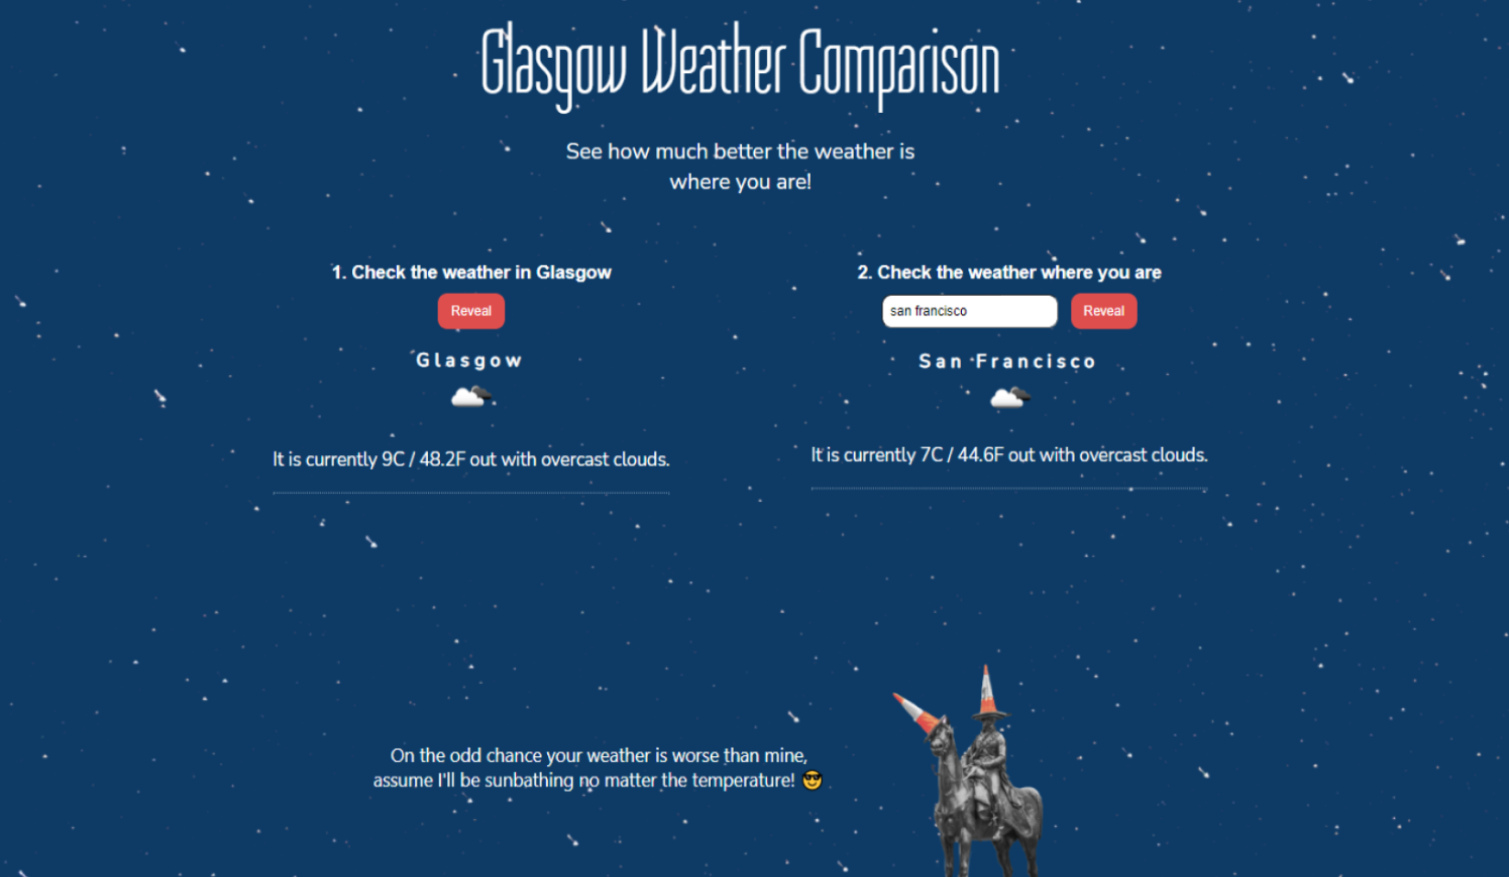 Glasgow Weather Comparison
See how much better the weather is
where you are!
1. Check the weather in Glasgow
Reveal
Glasgow
It is currently 9C / 48.2F out with overcast clouds.
2. Check the weather where you are
san francisco
Reveal
San Francisco
It is currently 7C / 44.6F out with overcast clouds.
On the odd chance your weather is worse than mine,
assume I'll be sunbathing no matter the temperature! 😎